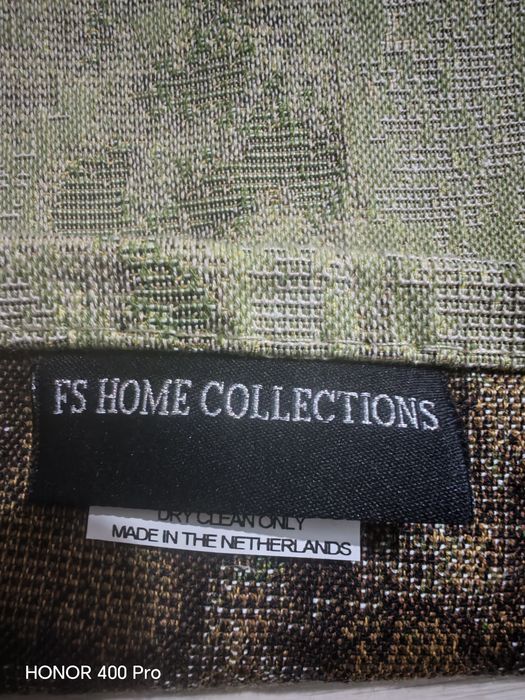 FS HOME COLLECTIONS
DRY CLEAN ONLY
MADE IN THE NETHERLANDS
HONOR 400 Pro